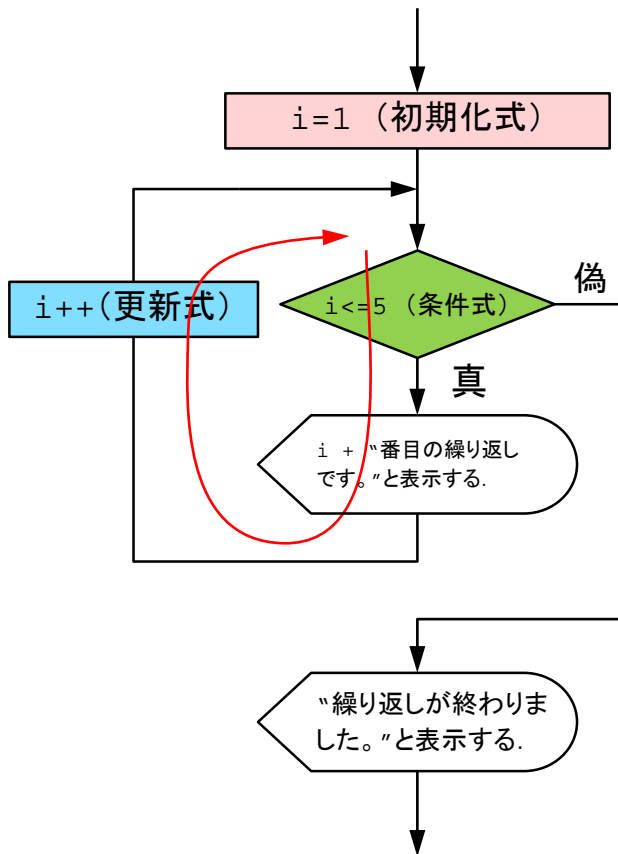 i=1 (初期化式)
i++(更新式)
i<=5 (条件式)
偽
真
i + “番目の繰り返し
です。”と表示する.
“繰り返しが終わりま
した。”と表示する.